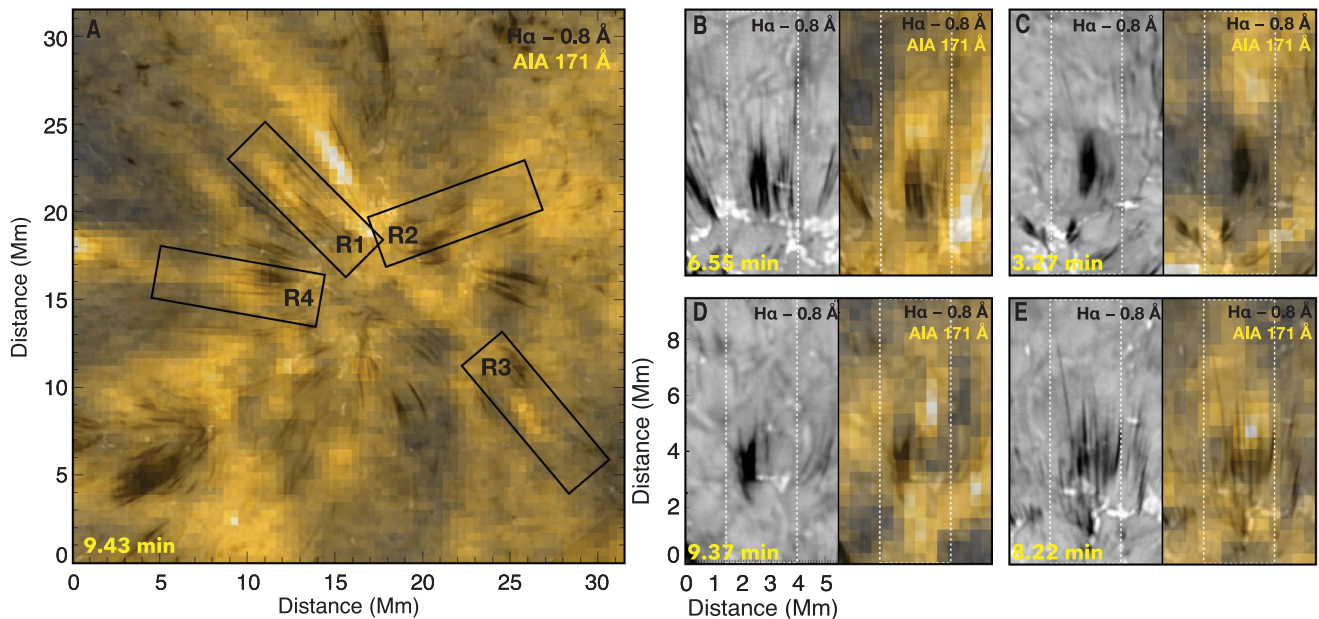 A
Hα – 0.8 Å
AIA 171 Å
30
25
20
15
10
5
0
Distance (Mm)
R1
R2
R4
R3
9.43 min
0 5 10 15 20 25 30
Distance (Mm)
B
Hα – 0.8 Å
Hα – 0.8 Å
AIA 171 Å
6.55 min
C
Hα – 0.8 Å
Hα – 0.8 Å
AIA 171 Å
3.27 min
D
Hα – 0.8 Å
Hα – 0.8 Å
AIA 171 Å
9.37 min
8
6
4
2
0
Distance (Mm)
0 1 2 3 4 5
Distance (Mm)
E
Hα – 0.8 Å
Hα – 0.8 Å
AIA 171 Å
8.22 min